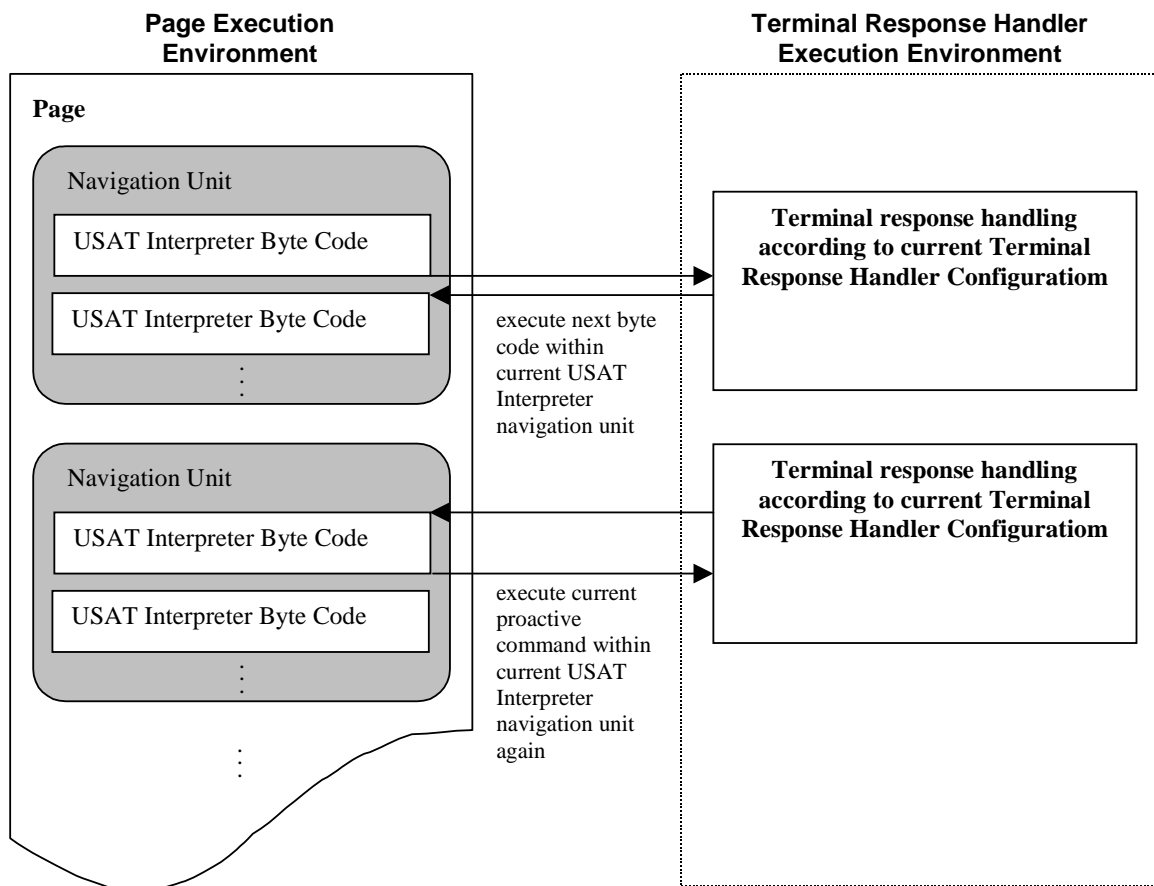 Page Execution
Environment
Terminal Response Handler
Execution Environment
Page
Navigation Unit
USAT Interpreter Byte Code
USAT Interpreter Byte Code
Terminal response handling
according to current Terminal
Response Handler Configuratiom
execute next byte
code within
current USAT
Interpreter
navigation unit
Navigation Unit
USAT Interpreter Byte Code
USAT Interpreter Byte Code
Terminal response handling
according to current Terminal
Response Handler Configuratiom
execute current
proactive
command within
current USAT
Interpreter
navigation unit
again